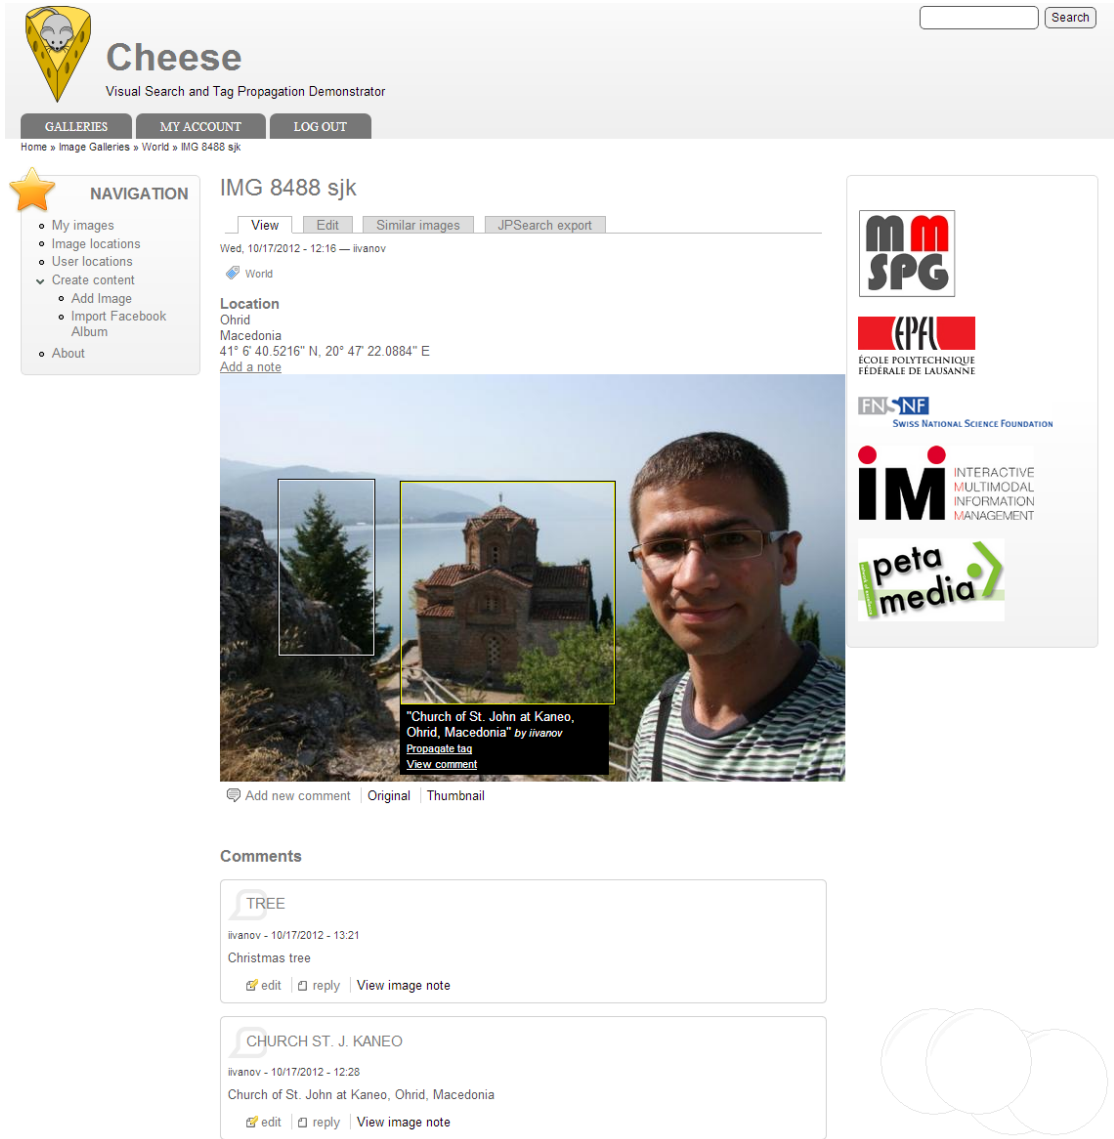 Search
Cheese
Visual Search and Tag Propagation Demonstrator
GALLERIES
MY ACCOUNT
LOG OUT
Home » Image Galleries » World » IMG 8488 sjk
NAVIGATION
My images
Image locations
User locations
Create content
Add Image
Import Facebook
Album
About
IMG 8488 sjk
View
Edit
Similar images
JPSearch export
Wed, 10/17/2012 - 12:16 — iivanov
World
Location
Ohrid
Macedonia
41° 6' 40.5216" N, 20° 47' 22.0884" E
Add a note
"Church of St. John at Kaneo,
Ohrid, Macedonia" by iivanov
Propagate tag
View comment
Add new comment
Original
Thumbnail
Comments
TREE
iivanov - 10/17/2012 - 13:21
Christmas tree
edit
reply
View image note
CHURCH ST. J. KANEO
iivanov - 10/17/2012 - 12:28
Church of St. John at Kaneo, Ohrid, Macedonia
edit
reply
View image note
MM
SPG
EPFL
ÉCOLE POLYTECHNIQUE
FÉDÉRALE DE LAUSANNE
FNSNF
SWISS NATIONAL SCIENCE FOUNDATION
IM
INTERACTIVE
MULTIMODAL
INFORMATION
MANAGEMENT
peta
media